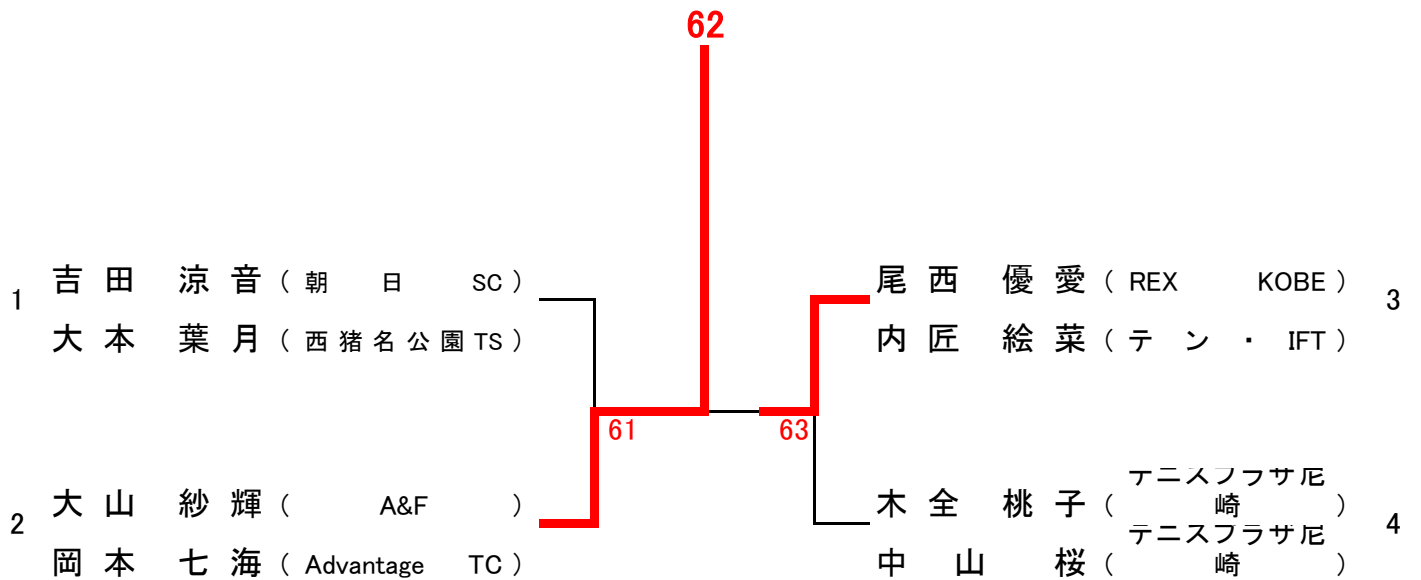 62
1
吉田 涼音（朝日 SC）
大本 葉月（西猪名公園TS）
61
2
大山 紗輝（A&F）
岡本 七海（Advantage TC）
尾西 優愛（REX KOBE）
内匠 絵菜（テン・IFT）
3
63
木全 桃子（テニスプラザ尼崎）
中山 桜（テニスプラザ尼崎）
4